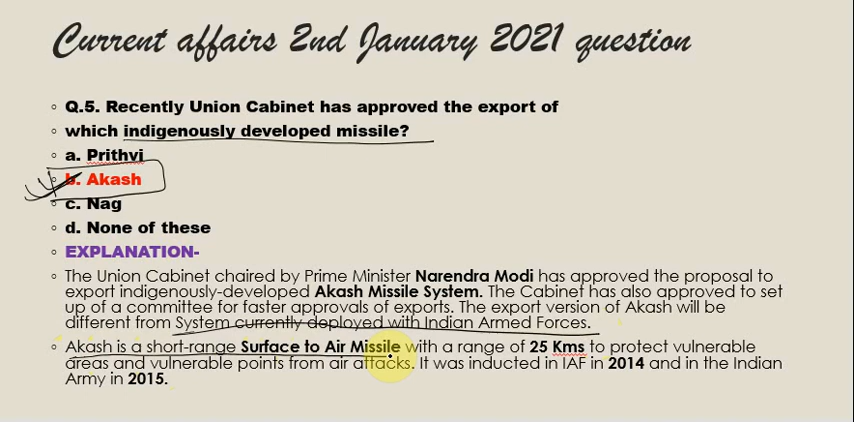 Current affairs 2nd January 2021 question
Q.5. Recently Union Cabinet has approved the export of
which indigenously developed missile?
a. Prithvi
b. Akash
c. Nag
d. None of these
EXPLANATION-
The Union Cabinet chaired by Prime Minister Narendra Modi has approved the proposal to
export indigenously-developed Akash Missile System. The Cabinet has also approved to set
up of a committee for faster approvals of exports. The export version of Akash will be
different from System currently deployed with Indian Armed Forces.
Akash is a short-range Surface to Air Missile with a range of 25 Kms to protect vulnerable
areas and vulnerable points from air attacks. It was inducted in IAF in 2014 and in the Indian
Army in 2015.